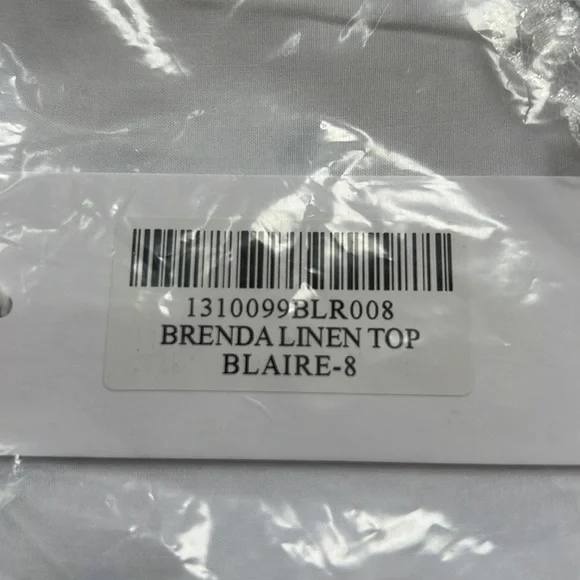 1310099BLR008
BRENDA LINEN TOP
BLAIRE-8